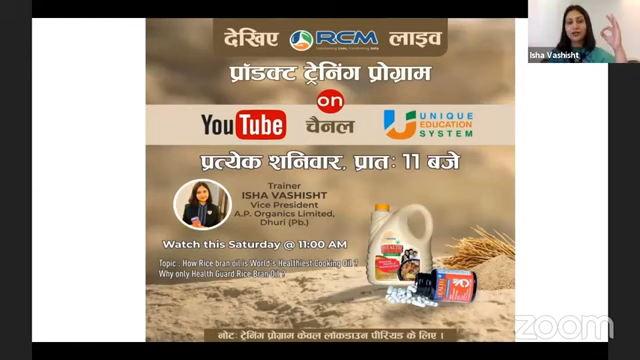 देखिए RCM लाइव
Isha Vashisht
प्रॉडक्ट ट्रेनिंग प्रोग्राम
on
YouTube चैनल UNIQUE
EDUCATION
SYSTEM
प्रत्येक शनिवार, प्रातः 11 बजे
Trainer
ISHA VASHISHT
Vice President
A.P. Organics Limited,
Dhuri (Pb.)
Watch this Saturday @ 11:00 AM
Topic : How Rice bran oil is World's Healthiest Cooking Oil ?
Why only Health Guard Rice Bran Oil ?
HEALTH
नोटः ट्रेनिंग प्रोग्राम केवल लॉकडाउन पीरियड के लिए ।
zoom